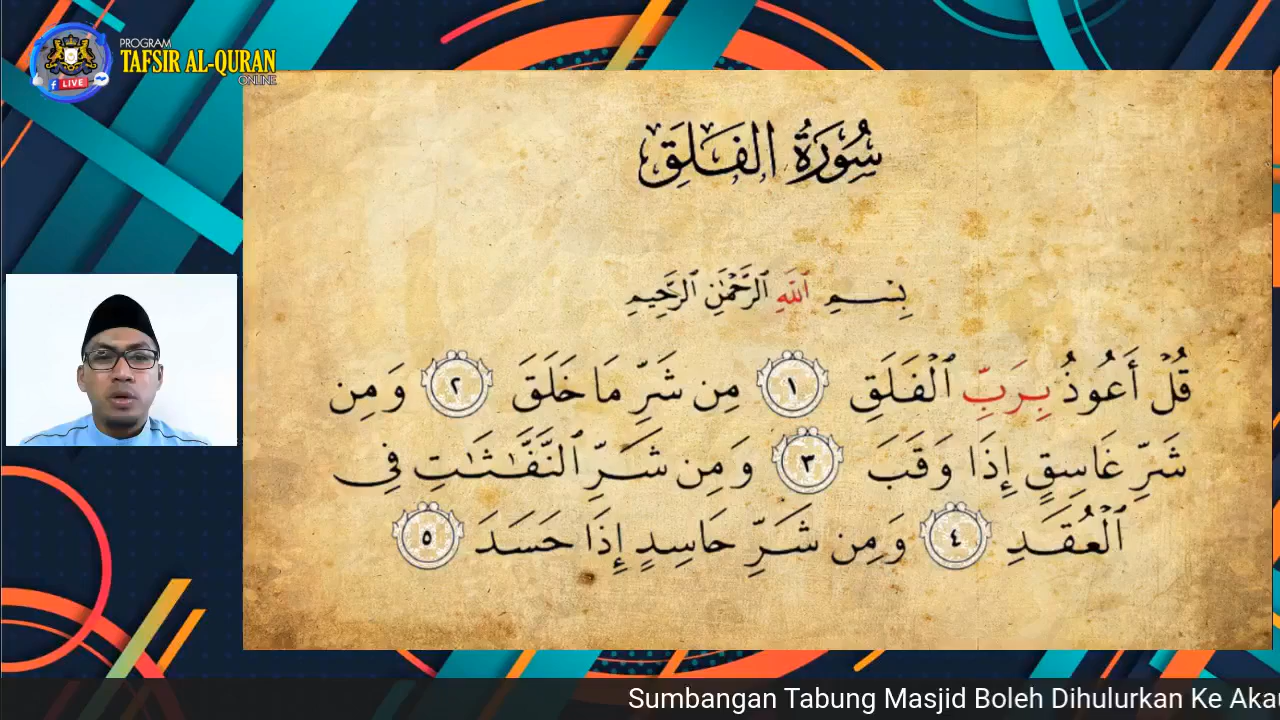 PROGRAM
TAFSIR AL-QURAN
ONLINE
LIVE
سُورَةُ الفَلَقِ
بِسْمِ ٱللَّهِ ٱلرَّحْمَٰنِ ٱلرَّحِيمِ
قُلْ أَعُوذُ بِرَبِّ ٱلْفَلَقِ ١ مِن شَرِّ مَا خَلَقَ ٢ وَمِن
شَرِّ غَاسِقٍ إِذَا وَقَبَ ٣ وَمِن شَرِّ ٱلنَّفَّٰثَٰتِ فِي
ٱلْعُقَدِ ٤ وَمِن شَرِّ حَاسِدٍ إِذَا حَسَدَ ٥
Sumbangan Tabung Masjid Boleh Dihulurkan Ke